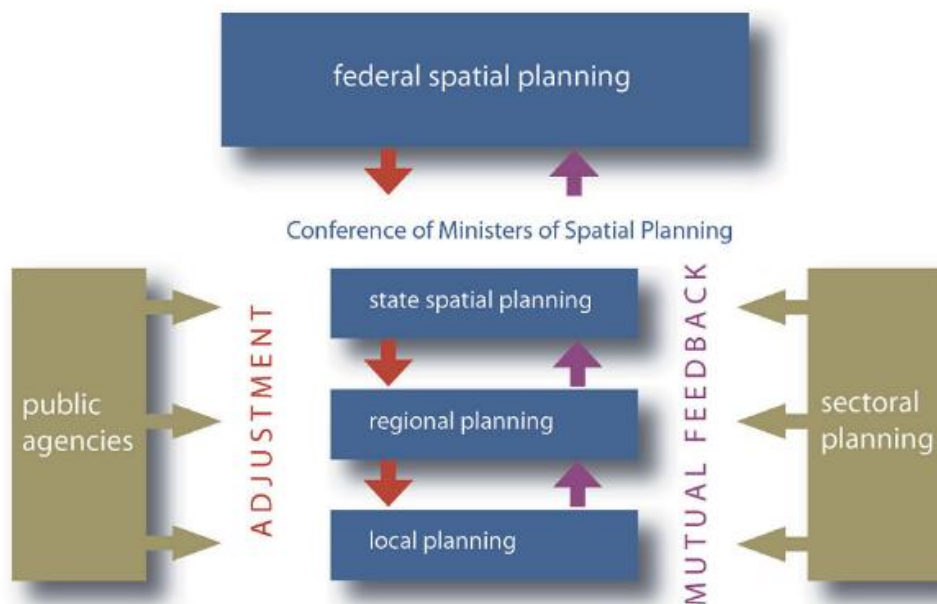 federal spatial planning
Conference of Ministers of Spatial Planning
state spatial planning
regional planning
local planning
public
agencies
ADJUSTMENT
MUTUAL FEEDBACK
sectoral
planning